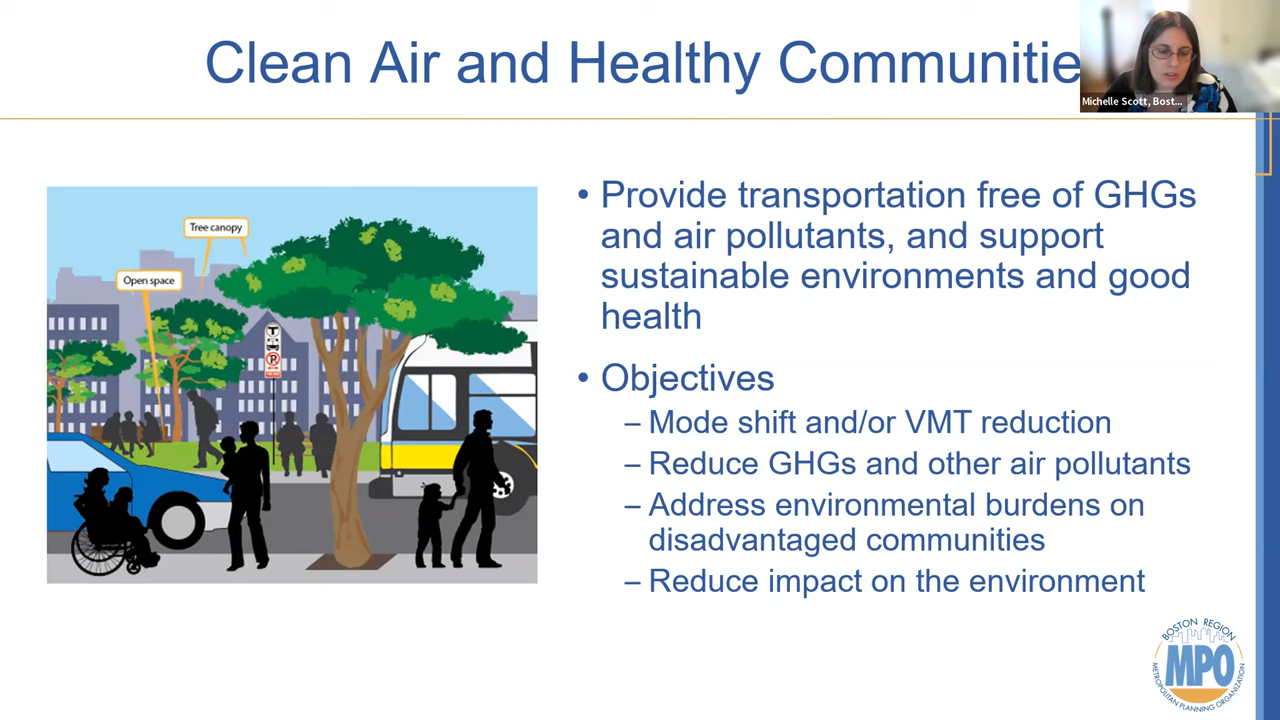 Clean Air and Healthy Communitie
Michelle Scott, Bost...
Tree canopy
Open space
T
P
• Provide transportation free of GHGs
and air pollutants, and support
sustainable environments and good
health
• Objectives
– Mode shift and/or VMT reduction
– Reduce GHGs and other air pollutants
– Address environmental burdens on
disadvantaged communities
– Reduce impact on the environment
BOSTON REGION
MPO
METROPOLITAN PLANNING ORGANIZATION